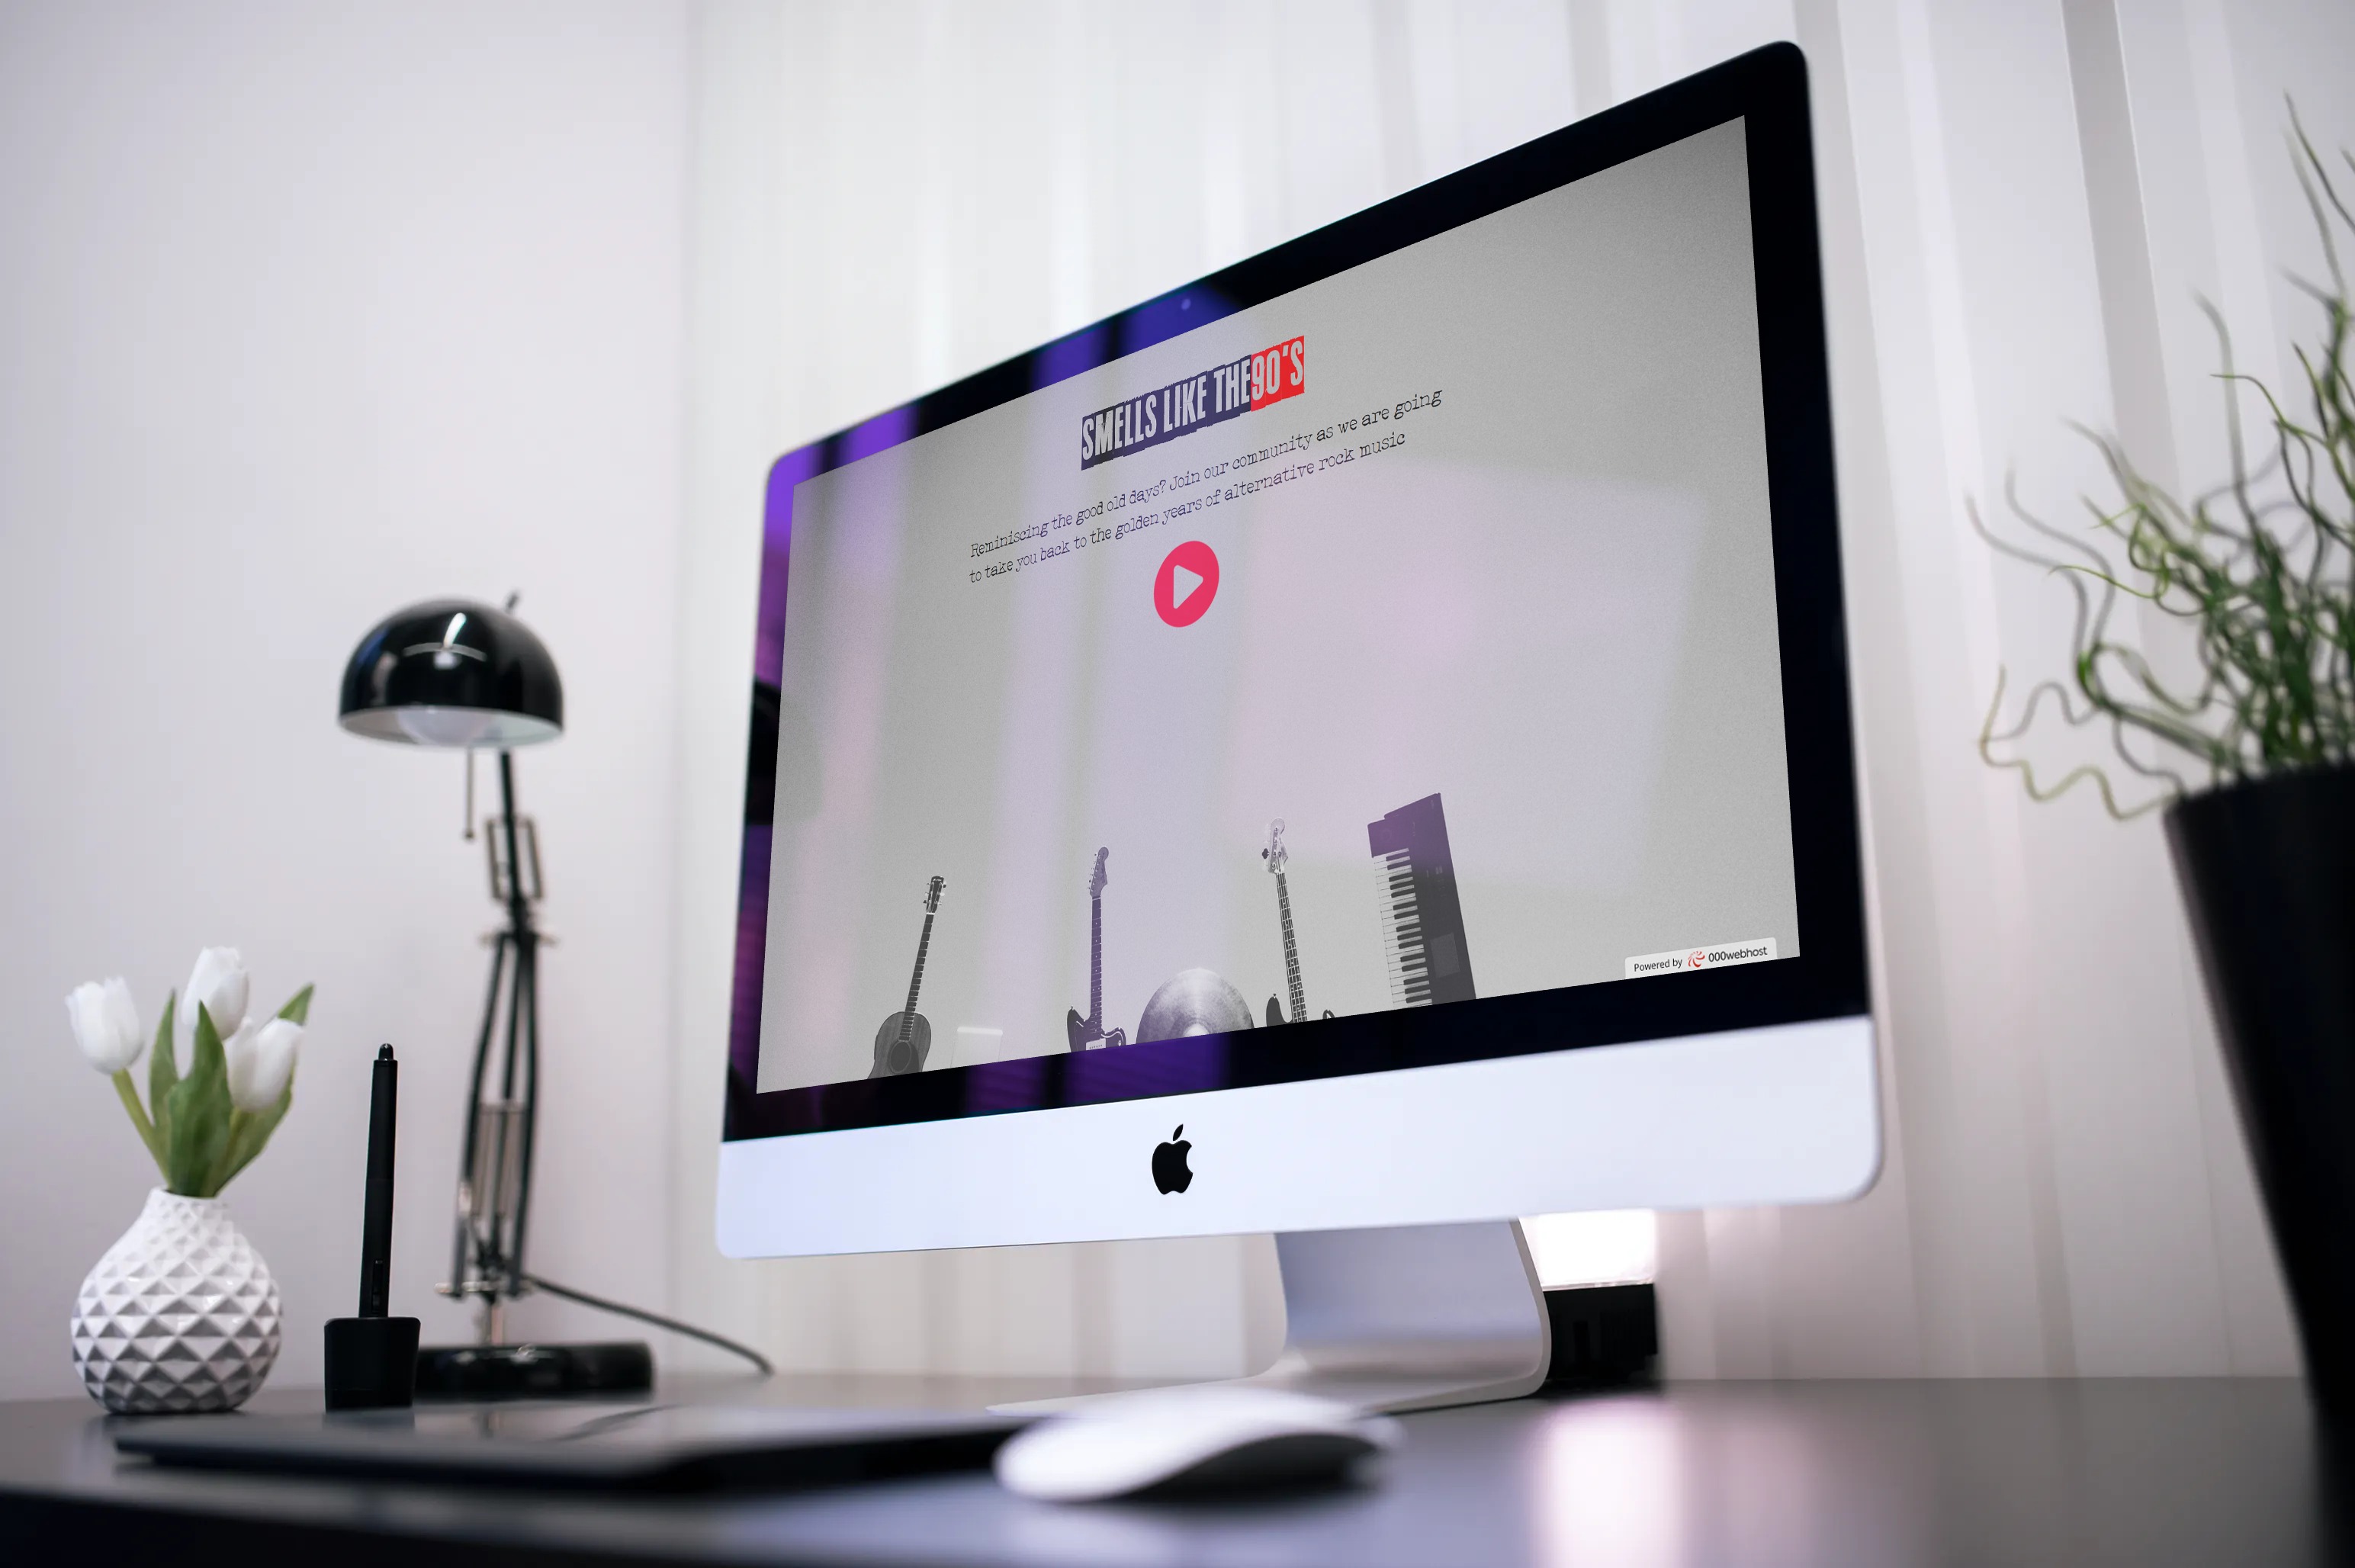 SMELLS LIKE THE 90'S
Reminiscing the good old days? Join our community as we are going
to take you back to the golden years of alternative rock music
Powered by 000webhost